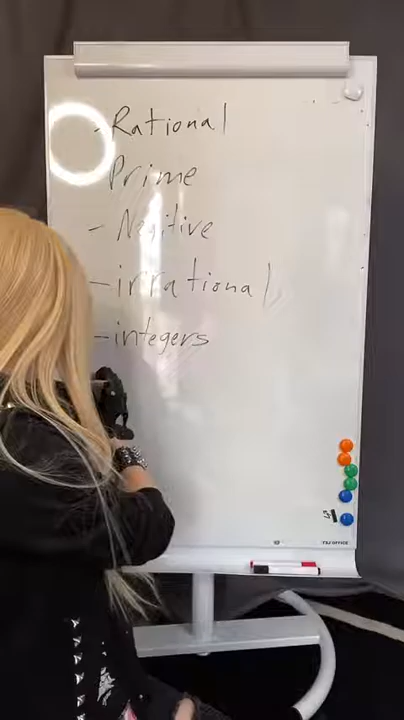 - Rational
Prime
- Negitive
- irrational
- integers